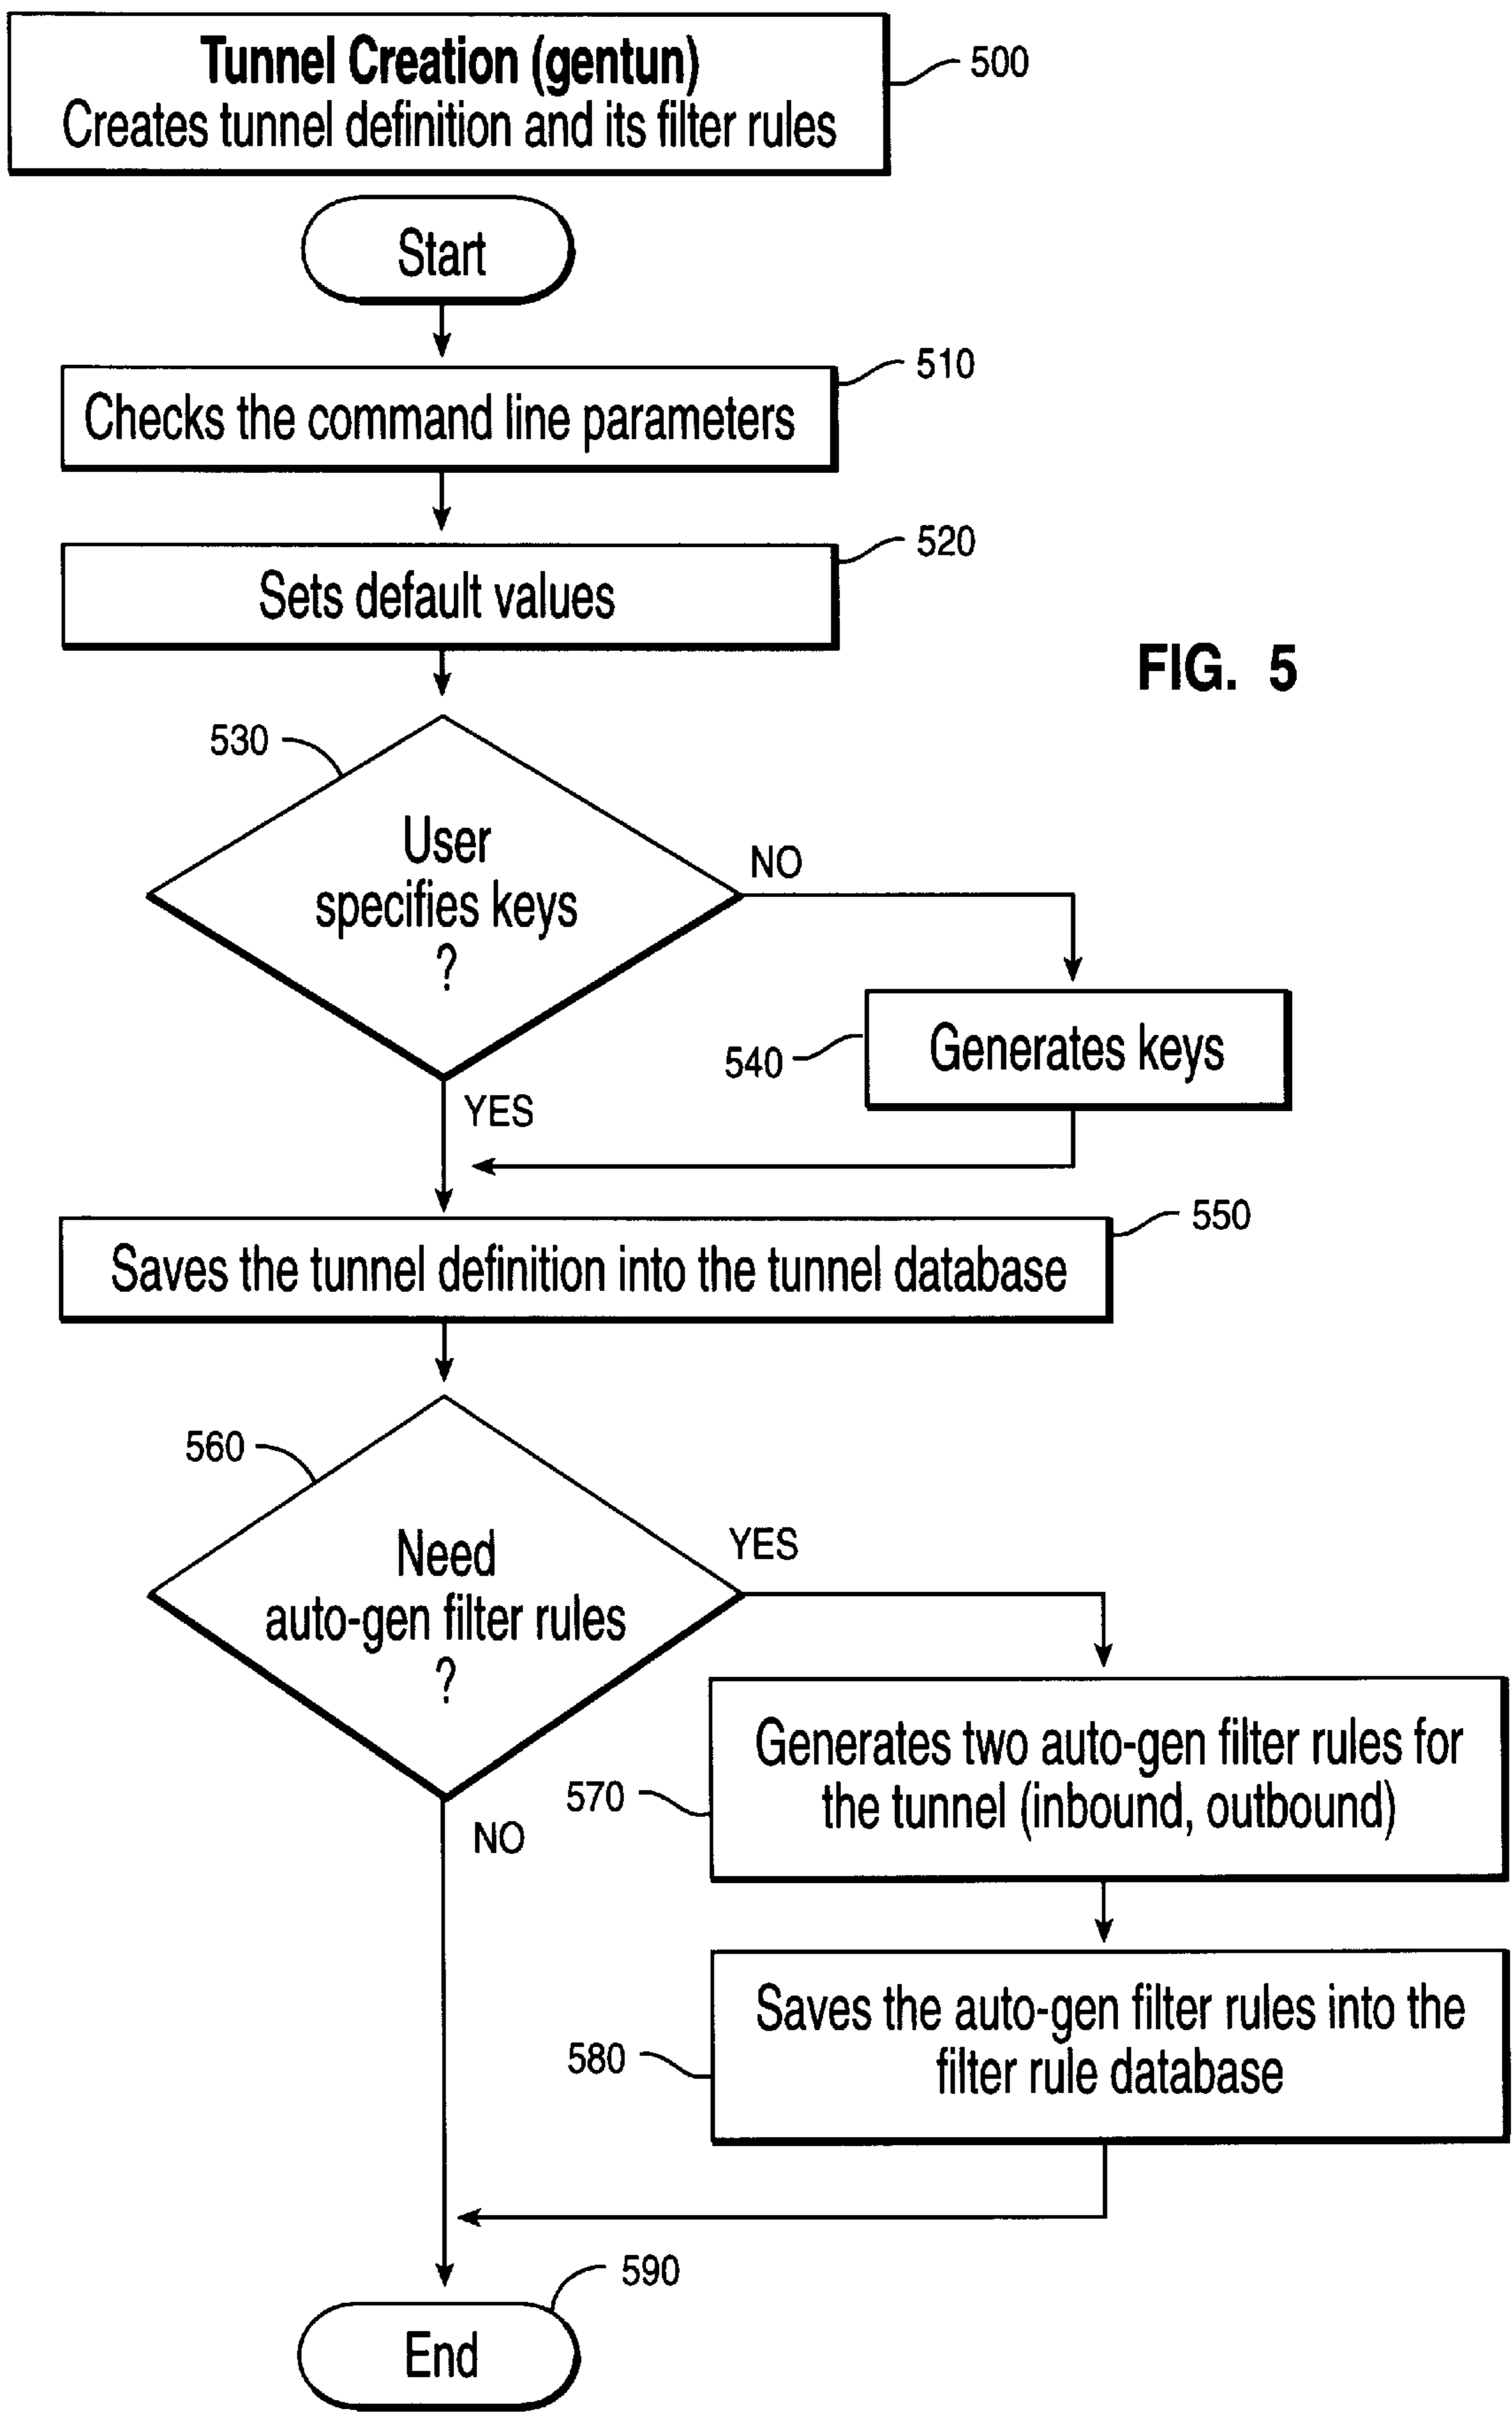 Tunnel Creation (gentun)
Creates tunnel definition and its filter rules
500
Start
510
Checks the command line parameters
520
Sets default values
FIG. 5
530
User
specifies keys
?
NO
540
Generates keys
YES
550
Saves the tunnel definition into the tunnel database
560
Need
auto-gen filter rules
?
YES
570
Generates two auto-gen filter rules for
the tunnel (inbound, outbound)
NO
580
Saves the auto-gen filter rules into the
filter rule database
590
End